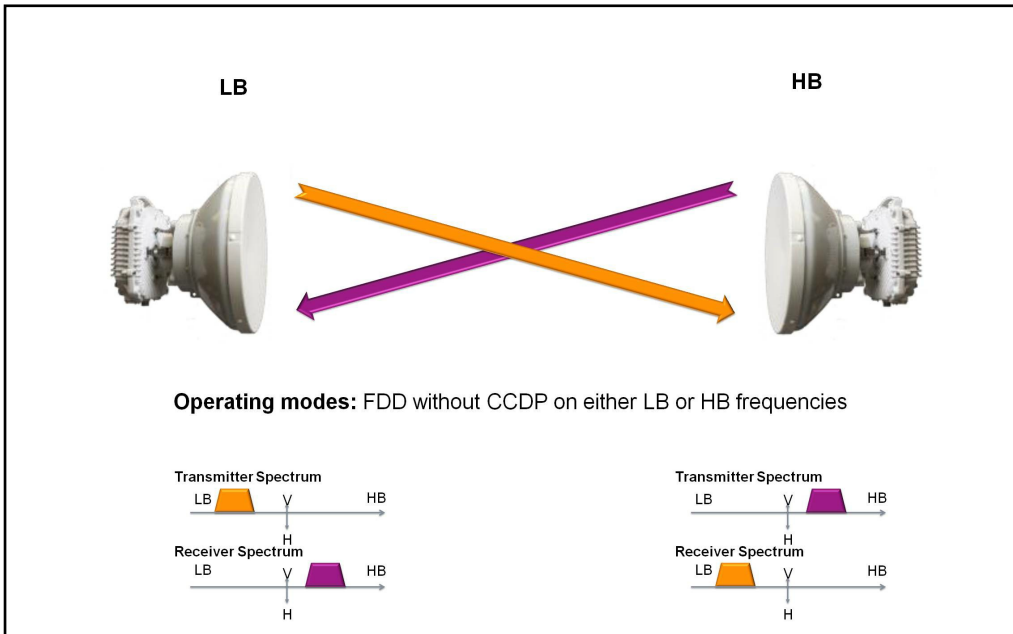 LB
HB
Operating modes: FDD without CCDP on either LB or HB frequencies
Transmitter Spectrum
LB V HB
H
Receiver Spectrum
LB V HB
H
Transmitter Spectrum
LB V HB
H
Receiver Spectrum
LB V HB
H